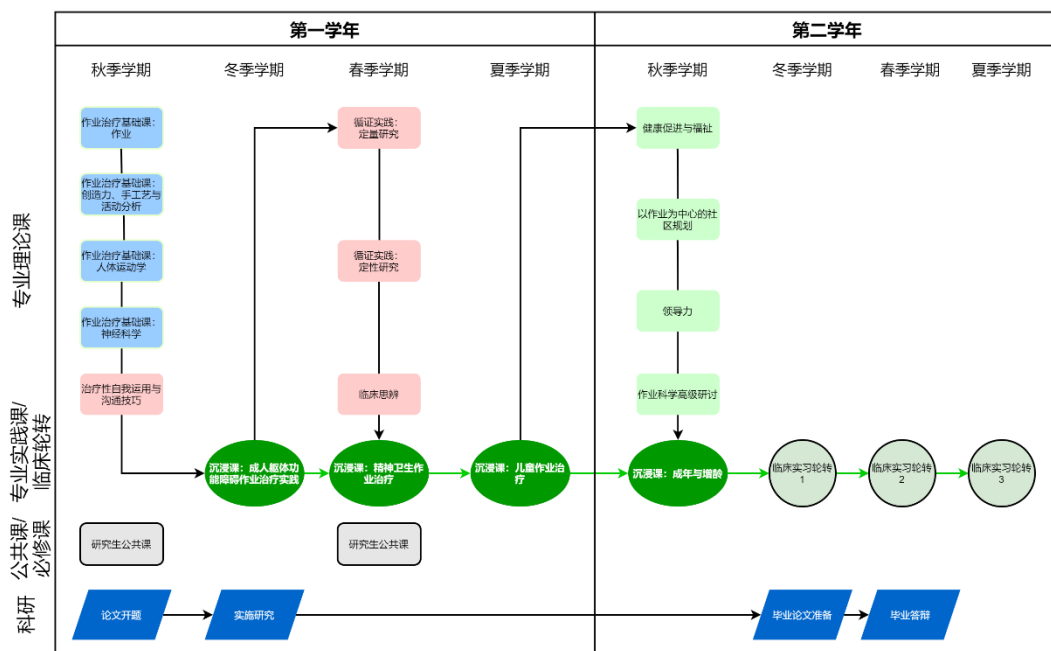 第一学年
第二学年
秋季学期
冬季学期
春季学期
夏季学期
秋季学期
冬季学期
春季学期
夏季学期
专业理论课
作业治疗基础课：
作业
循证实践：
定量研究
健康促进与福祉
作业治疗基础课：
创造力、手工艺与
活动分析
以作业为中心的社
区规划
作业治疗基础课：
人体运动学
循证实践：
定性研究
作业治疗基础课：
神经科学
领导力
治疗性自我运用与
沟通技巧
临床思辨
作业科学高级研讨
专业实践课/
临床轮转
沉浸课：成人躯体功
能障碍作业治疗实践
沉浸课：精神卫生作
业治疗
沉浸课：儿童作业治
疗
沉浸课：成年与增龄
临床实习轮转
1
临床实习轮转
2
临床实习轮转
3
公共课/
必修课
研究生公共课
研究生公共课
科研
论文开题
实施研究
毕业论文准备
毕业答辩